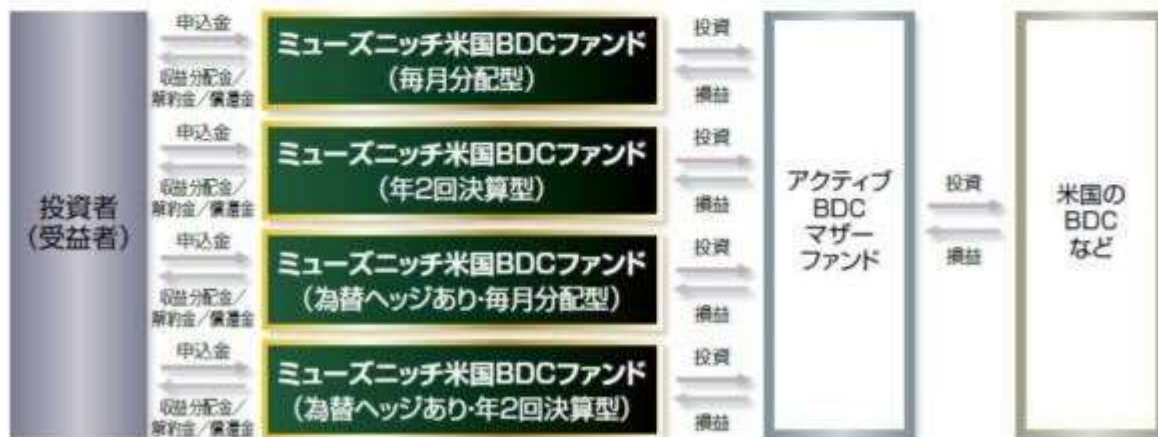 投資者
(受益者)
申込金
収益分配金/
解約金/償還金
ミューズニッチ米国BDCファンド
(毎月分配型)
投資
損益
申込金
収益分配金/
解約金/償還金
ミューズニッチ米国BDCファンド
(年2回決算型)
投資
損益
申込金
収益分配金/
解約金/償還金
ミューズニッチ米国BDCファンド
(為替ヘッジあり・毎月分配型)
投資
損益
申込金
収益分配金/
解約金/償還金
ミューズニッチ米国BDCファンド
(為替ヘッジあり・年2回決算型)
投資
損益
アクティブ
BDC
マザー
ファンド
投資
損益
米国の
BDC
など